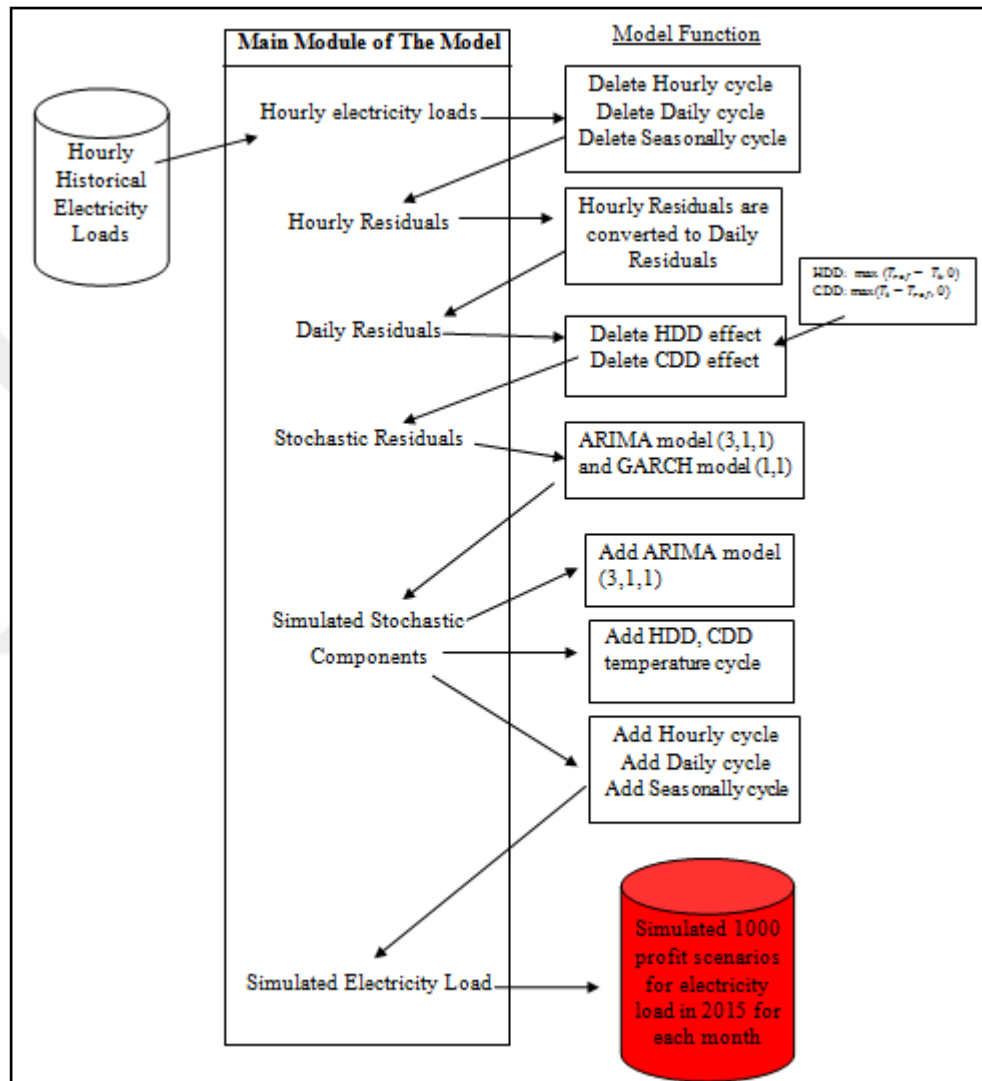 Main Module of The Model
Model Function
Hourly
Historical
Electricity
Loads
Hourly electricity loads
Delete Hourly cycle
Delete Daily cycle
Delete Seasonally cycle
Hourly Residuals
Hourly Residuals are
converted to Daily
Residuals
HDD: max (Tref − Ti, 0)
CDD: max(Ti − Tref, 0)
Daily Residuals
Delete HDD effect
Delete CDD effect
Stochastic Residuals
ARIMA model (3,1,1)
and GARCH model (1,1)
Add ARIMA model
(3,1,1)
Simulated Stochastic
Components
Add HDD, CDD
temperature cycle
Add Hourly cycle
Add Daily cycle
Add Seasonally cycle
Simulated Electricity Load
Simulated 1000
profit scenarios
for electricity
load in 2015 for
each month